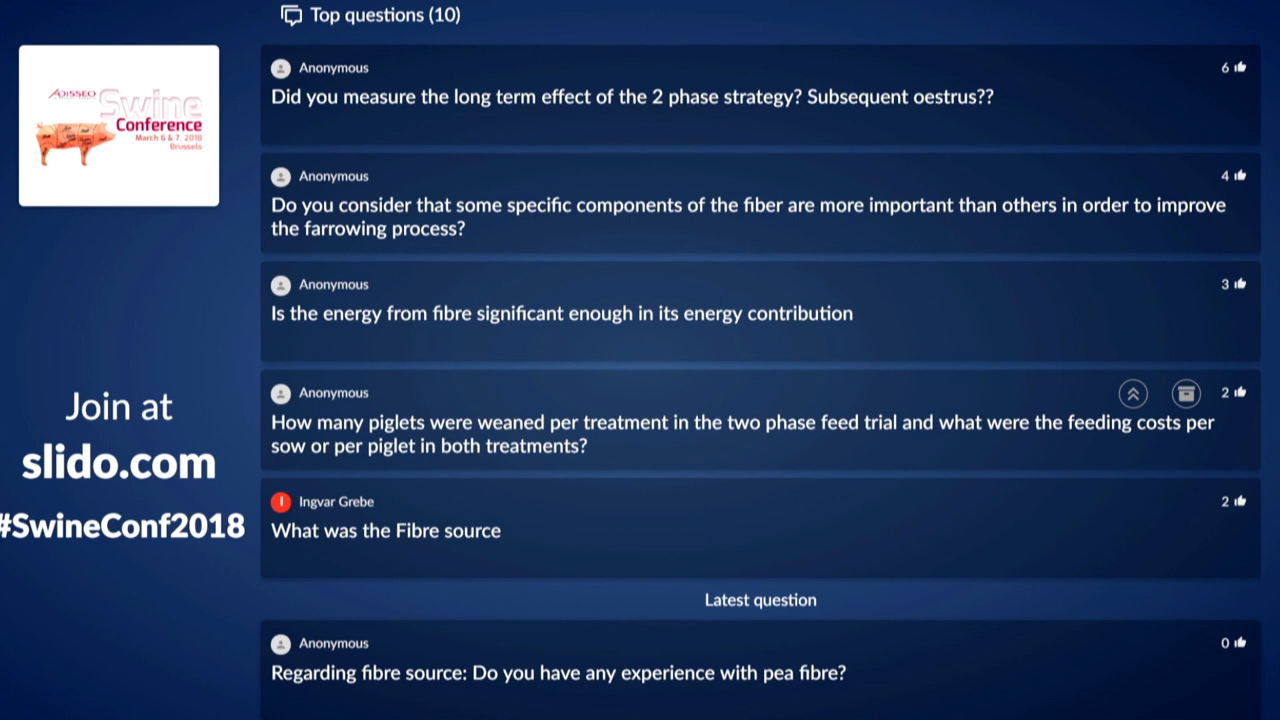 Top questions (10)
ADISSEO
Swine
Conference
March 6 & 7, 2018
Brussels
Join at
slido.com
#SwineConf2018
Anonymous
6
Did you measure the long term effect of the 2 phase strategy? Subsequent oestrus??
Anonymous
4
Do you consider that some specific components of the fiber are more important than others in order to improve
the farrowing process?
Anonymous
3
Is the energy from fibre significant enough in its energy contribution
Anonymous
2
How many piglets were weaned per treatment in the two phase feed trial and what were the feeding costs per
sow or per piglet in both treatments?
I
Ingvar Grebe
2
What was the Fibre source
Latest question
Anonymous
0
Regarding fibre source: Do you have any experience with pea fibre?